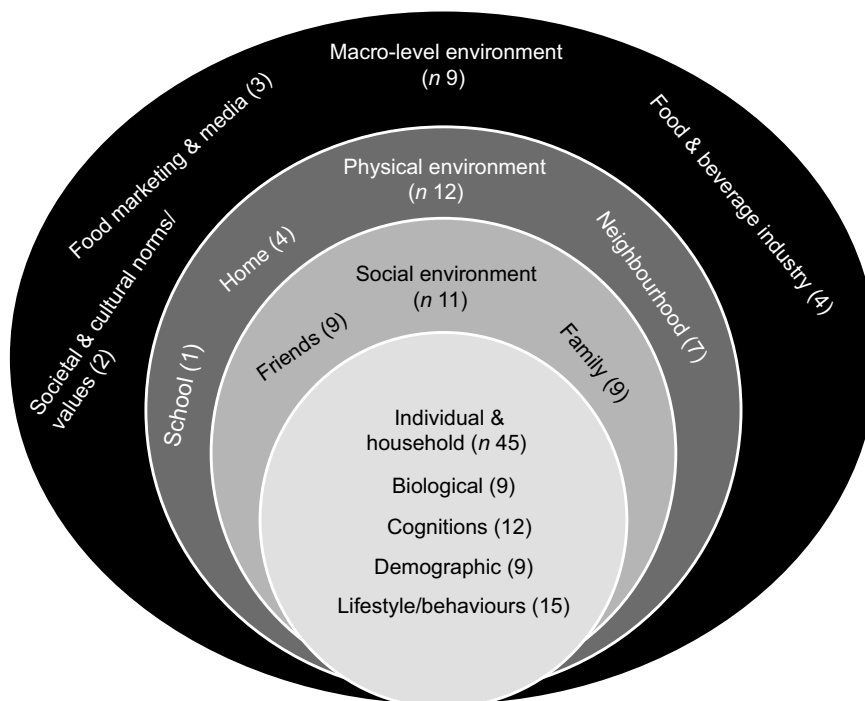 Macro-level environment
(n 9)
Food marketing & media (3)
Societal & cultural norms/
values (2)
Food & beverage industry (4)
Physical environment
(n 12)
School (1)
Home (4)
Neighbourhood (7)
Social environment
(n 11)
Friends (9)
Family (9)
Individual &
household (n 45)
Biological (9)
Cognitions (12)
Demographic (9)
Lifestyle/behaviours (15)